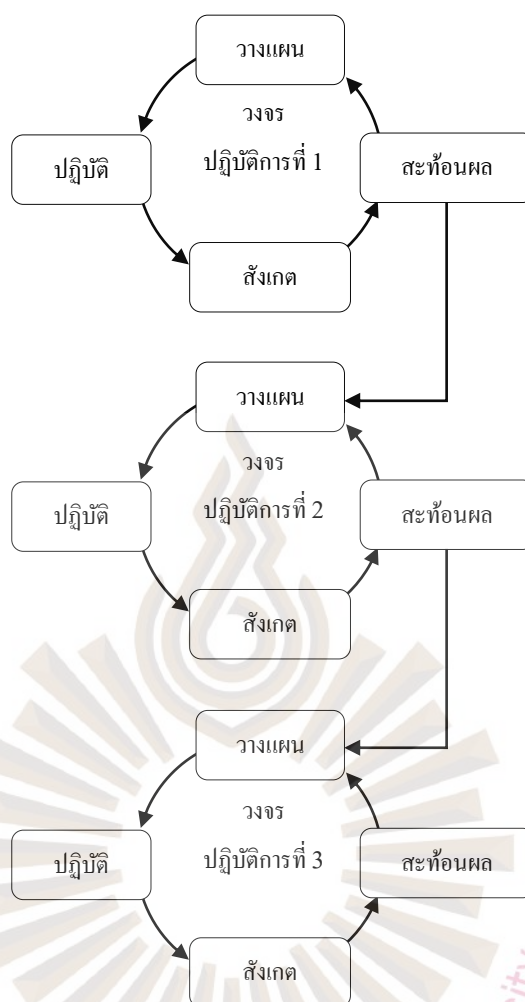 วางแผน
วงจร
ปฏิบัติการที่ 1
ปฏิบัติ
สะท้อนผล
สังเกต
วางแผน
วงจร
ปฏิบัติการที่ 2
ปฏิบัติ
สะท้อนผล
สังเกต
วางแผน
วงจร
ปฏิบัติการที่ 3
ปฏิบัติ
สะท้อนผล
สังเกต